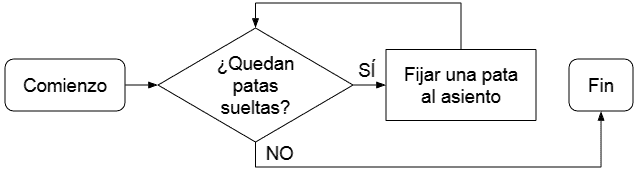 Comienzo
¿Quedan
patas
sueltas?
SÍ
Fijar una pata
al asiento
Fin
NO